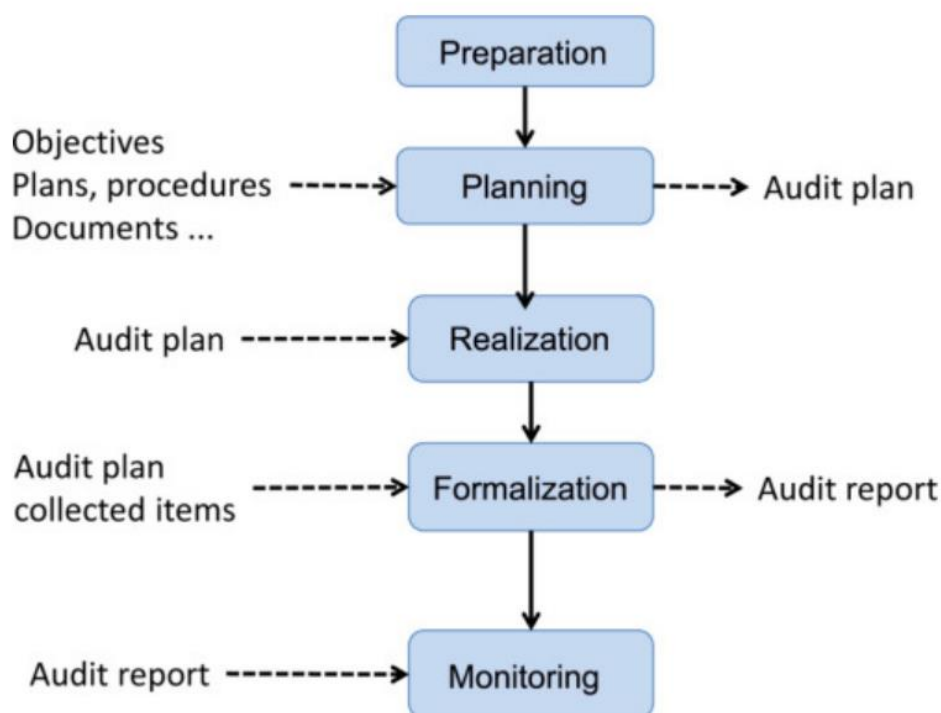 Preparation
Objectives
Plans, procedures
Documents ...
Planning
Audit plan
Audit plan
Realization
Audit plan
collected items
Formalization
Audit report
Audit report
Monitoring